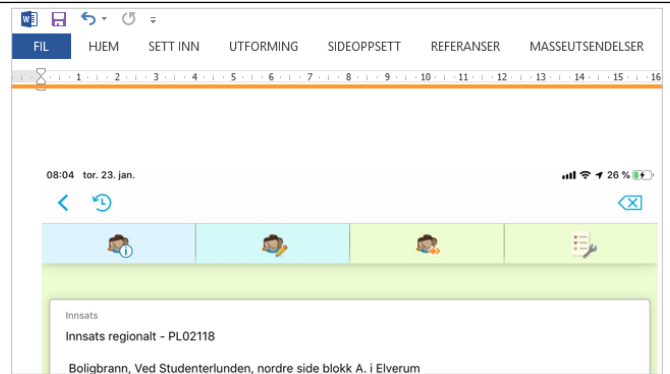 FIL HJEM SETT INN UTFORMING SIDEOPPSETT REFERANSER MASSEUTSENDELSER
1 2 3 4 5 6 7 8 9 10 11 12 13 14 15 16
08:04 tor. 23. jan. 26 %
Innsats
Innsats regionalt - PL02118
Boligbrann, Ved Studenterlunden, nordre side blokk A. i Elverum